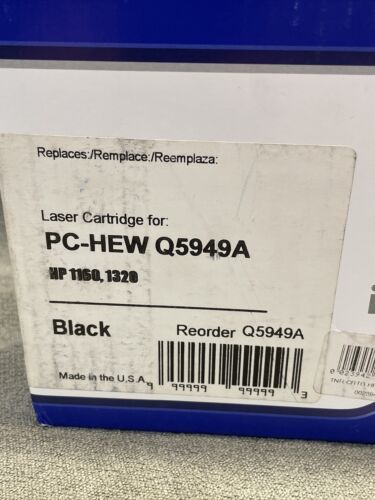 Replaces:/Remplace:/Reemplaza:
Laser Cartridge for:
PC-HEW Q5949A
HP 1160, 1320
Black
Reorder Q5949A
Made in the U.S.A.
9 99999 99999 3